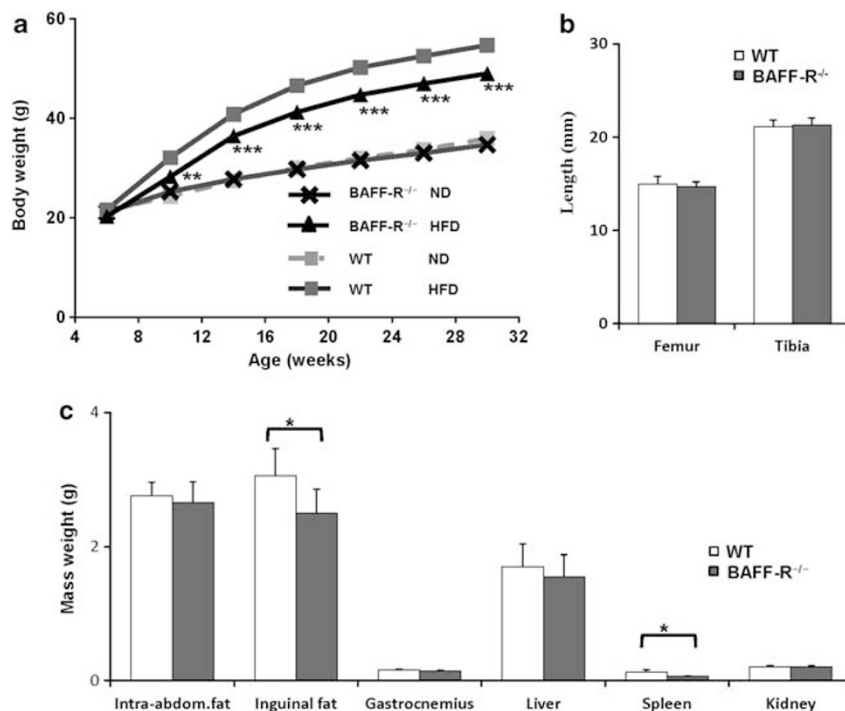 a
60
40
20
0
Body weight (g)
**
***
***
***
***
***
BAFF-R⁻/⁻ ND
BAFF-R⁻/⁻ HFD
WT ND
WT HFD
4 8 12 16 20 24 28 32
Age (weeks)
b
30
20
10
0
Length (mm)
WT
BAFF-R⁻/⁻
Femur Tibia
c
4
2
0
Mass weight (g)
*
*
WT
BAFF-R⁻/⁻
Intra-abdom.fat Inguinal fat Gastrocnemius Liver Spleen Kidney